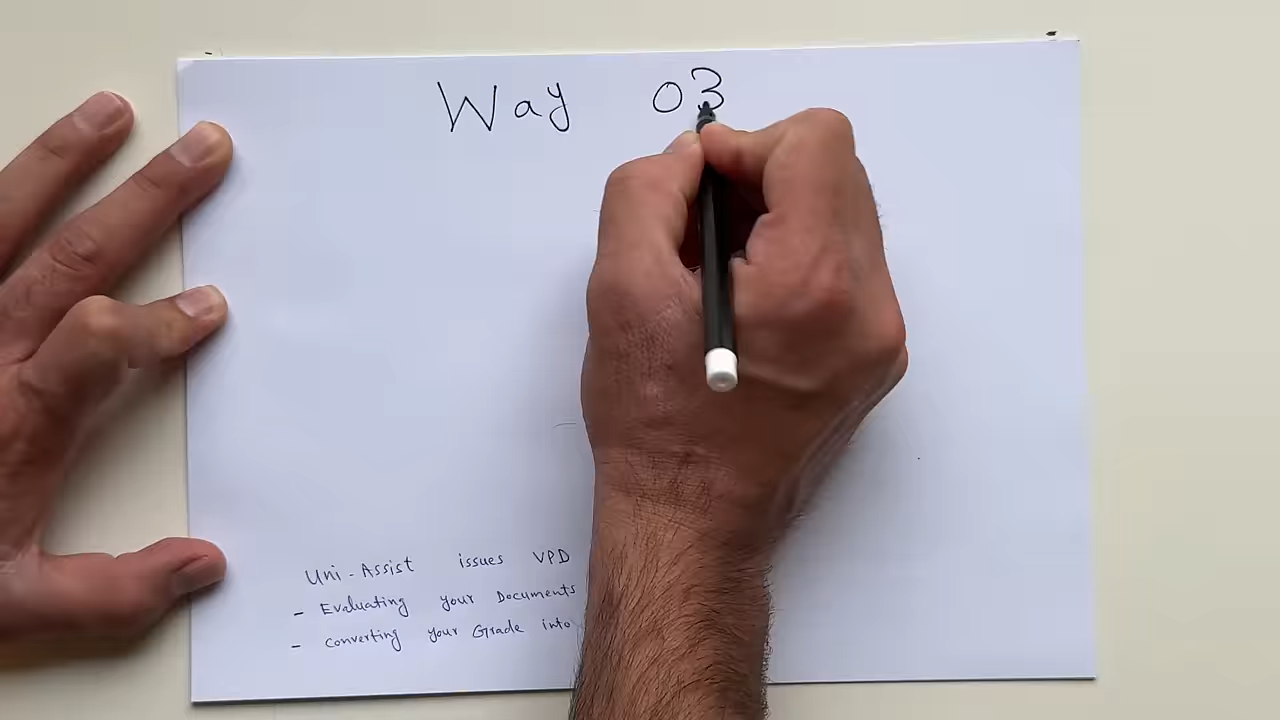 Way 03
Uni-Assist issues VPD
- Evaluating your Documents
- Converting your Grade into